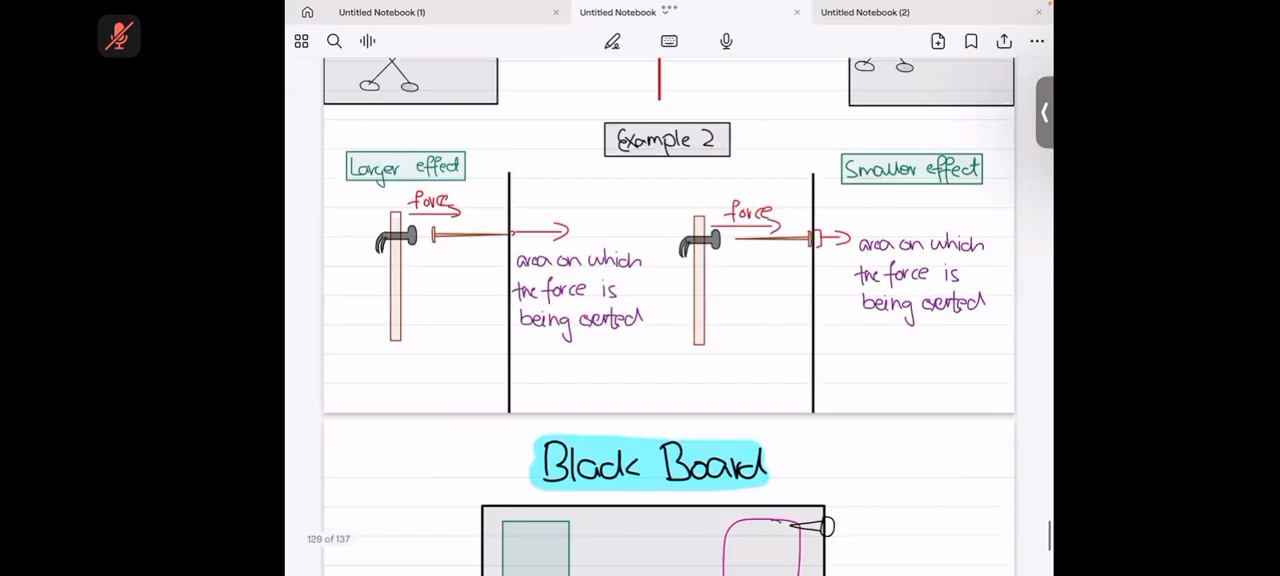 Untitled Notebook (1)
Untitled Notebook
Untitled Notebook (2)
Example 2
Larger effect
Smaller effect
force
force
area on which
the force is
being exerted
area on which
the force is
being exerted
Black Board
129 of 137